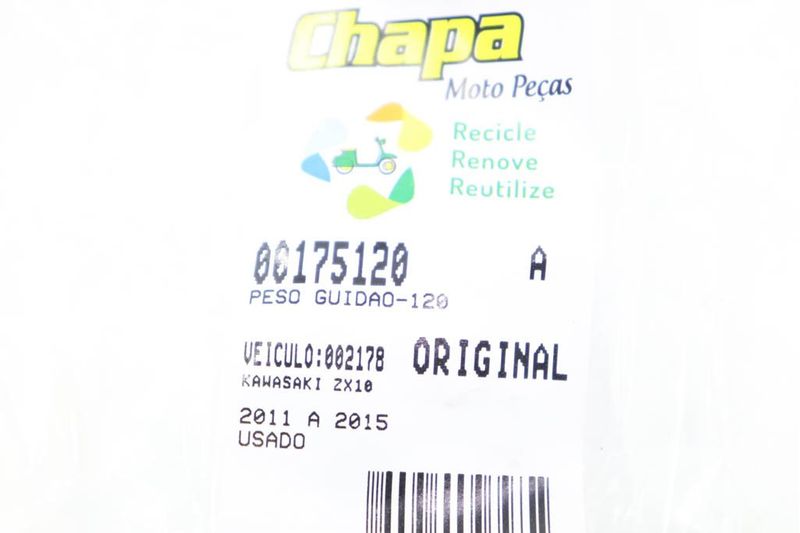 Chapa
Moto Peças
Recicle
Renove
Reutilize
00175120 A
PESO GUIDAO-120
VEICULO:002178 ORIGINAL
KAWASAKI ZX10
2011 A 2015
USADO